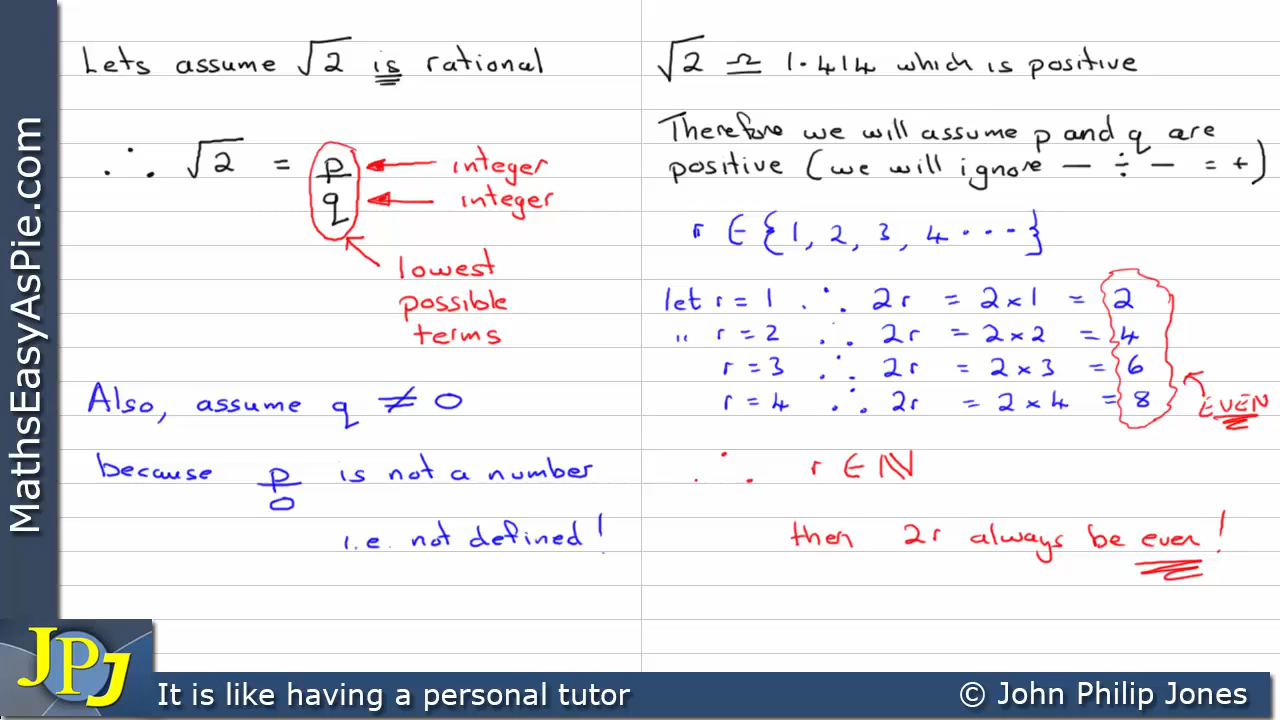 Lets assume √2 is rational
∴ √2 = p/q
integer
integer
lowest
possible
terms
Also, assume q ≠ 0
because p/0 is not a number
i.e. not defined!
√2 ≏ 1.414 which is positive
Therefore we will assume p and q are
positive (we will ignore — ÷ — = +)
r ∈ {1, 2, 3, 4 ....}
let r = 1 ∴ 2r = 2×1 = 2
" r = 2 ∴ 2r = 2×2 = 4
r = 3 ∴ 2r = 2×3 = 6
r = 4 ∴ 2r = 2×4 = 8
EVEN
∴ r ∈ ℕ
then 2r always be even!
MathsEasyAsPie.com
JPJ
It is like having a personal tutor
© John Philip Jones